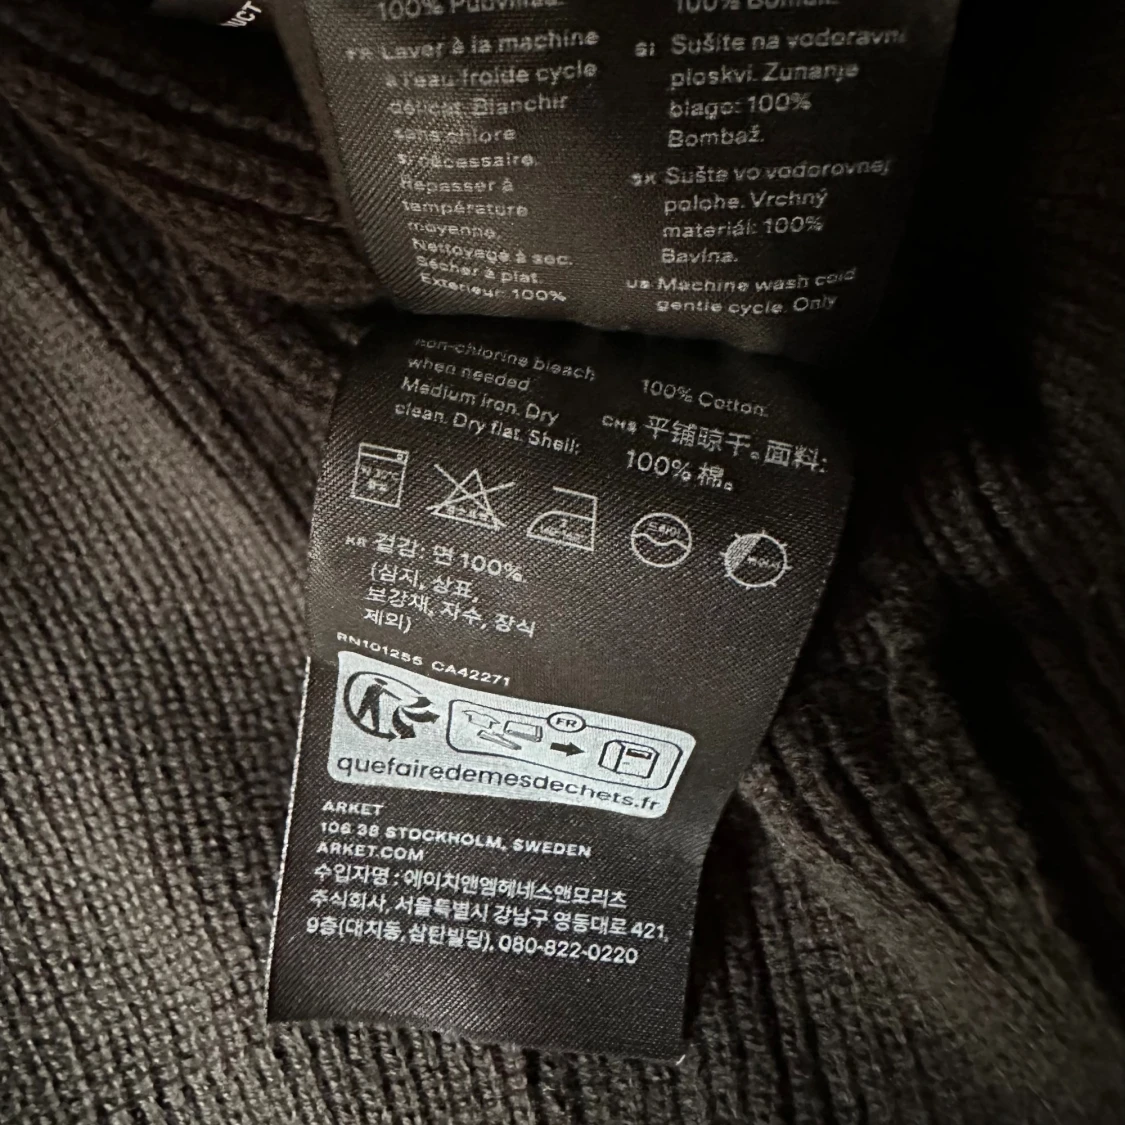 UCT
100%
FR Laver à la machine
à l'eau froide cycle
délicat. Blanchir
sans chlore
si nécessaire.
Repasser à
température
moyenne.
Nettoyage à sec.
Sécher à plat.
Extérieur: 100%
100%
SI Sušite na vodoravni
ploskvi. Zunanje
blago: 100%
Bombaž.
SK Sušte vo vodorovnej
polohe. Vrchný
materiál: 100%
Bavlna.
US Machine wash cold
gentle cycle. Only
non-chlorine bleach
when needed.
Medium iron. Dry
clean. Dry flat. Shell:
100% Cotton.
CNS 平铺晾干。面料:
100% 棉。
KR 겉감: 면 100%.
(심지, 상표,
보강재, 자수, 장식
제외)
RN101255 CA42271
FR
quefairedemesdechets.fr
ARKET
106 38 STOCKHOLM, SWEDEN
ARKET.COM
수입자명 : 에이치앤엠헤네스앤모리츠
주식회사, 서울특별시 강남구 영동대로 421,
9층(대치동, 삼탄빌딩), 080-822-0220